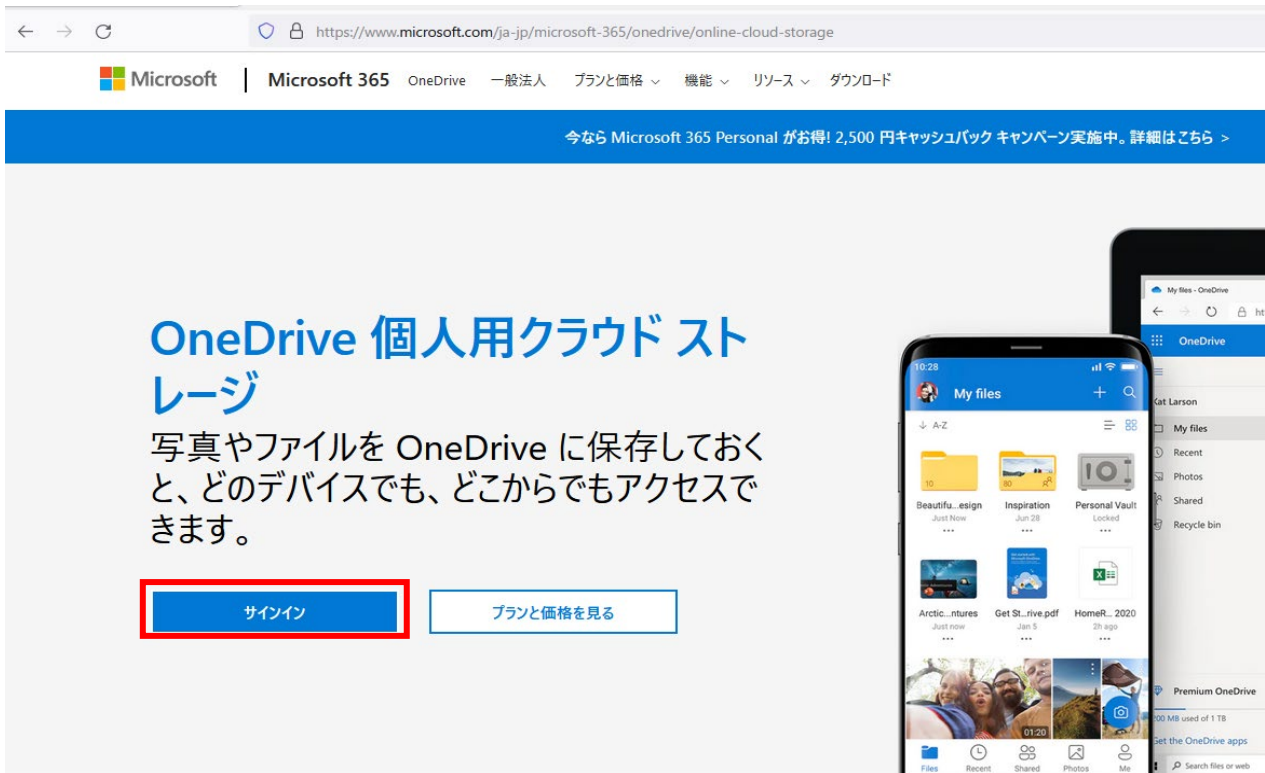 https://www.microsoft.com/ja-jp/microsoft-365/onedrive/online-cloud-storage
Microsoft Microsoft 365 OneDrive 一般法人 プランと価格 機能 リソース ダウンロード
今なら Microsoft 365 Personal がお得! 2,500 円キャッシュバック キャンペーン実施中。詳細はこちら >
OneDrive 個人用クラウド スト
レージ
写真やファイルを OneDrive に保存しておく
と、どのデバイスでも、どこからでもアクセスで
きます。
サインイン
プランと価格を見る
10:28
My files
A-Z
10
80
Beautifu...esign Inspiration Personal Vault
Just Now Jun 28 Locked
Arctic...ntures Get St...rive.pdf HomeR... 2020
Just now Jan 5 2h ago
01:20
Files Recent Shared Photos Me
My files - OneDrive
OneDrive
Kat Larson
My files
Recent
Photos
Shared
Recycle bin
Premium OneDrive
200 MB used of 1 TB
Get the OneDrive apps
Search files or web